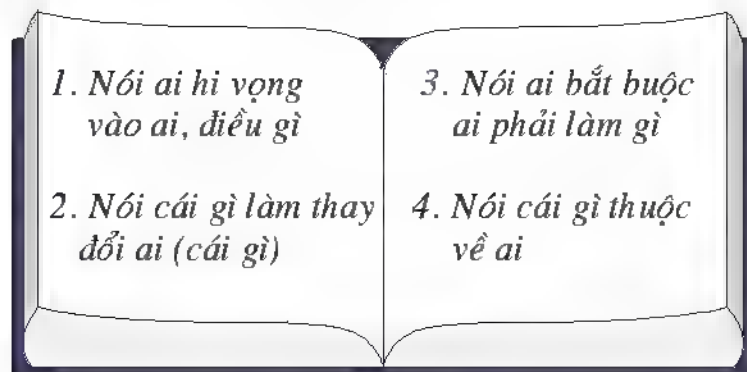 1. Nói ai hi vọng
vào ai, điều gì
2. Nói cái gì làm thay
đổi ai (cái gì)
3. Nói ai bắt buộc
ai phải làm gì
4. Nói cái gì thuộc
về ai